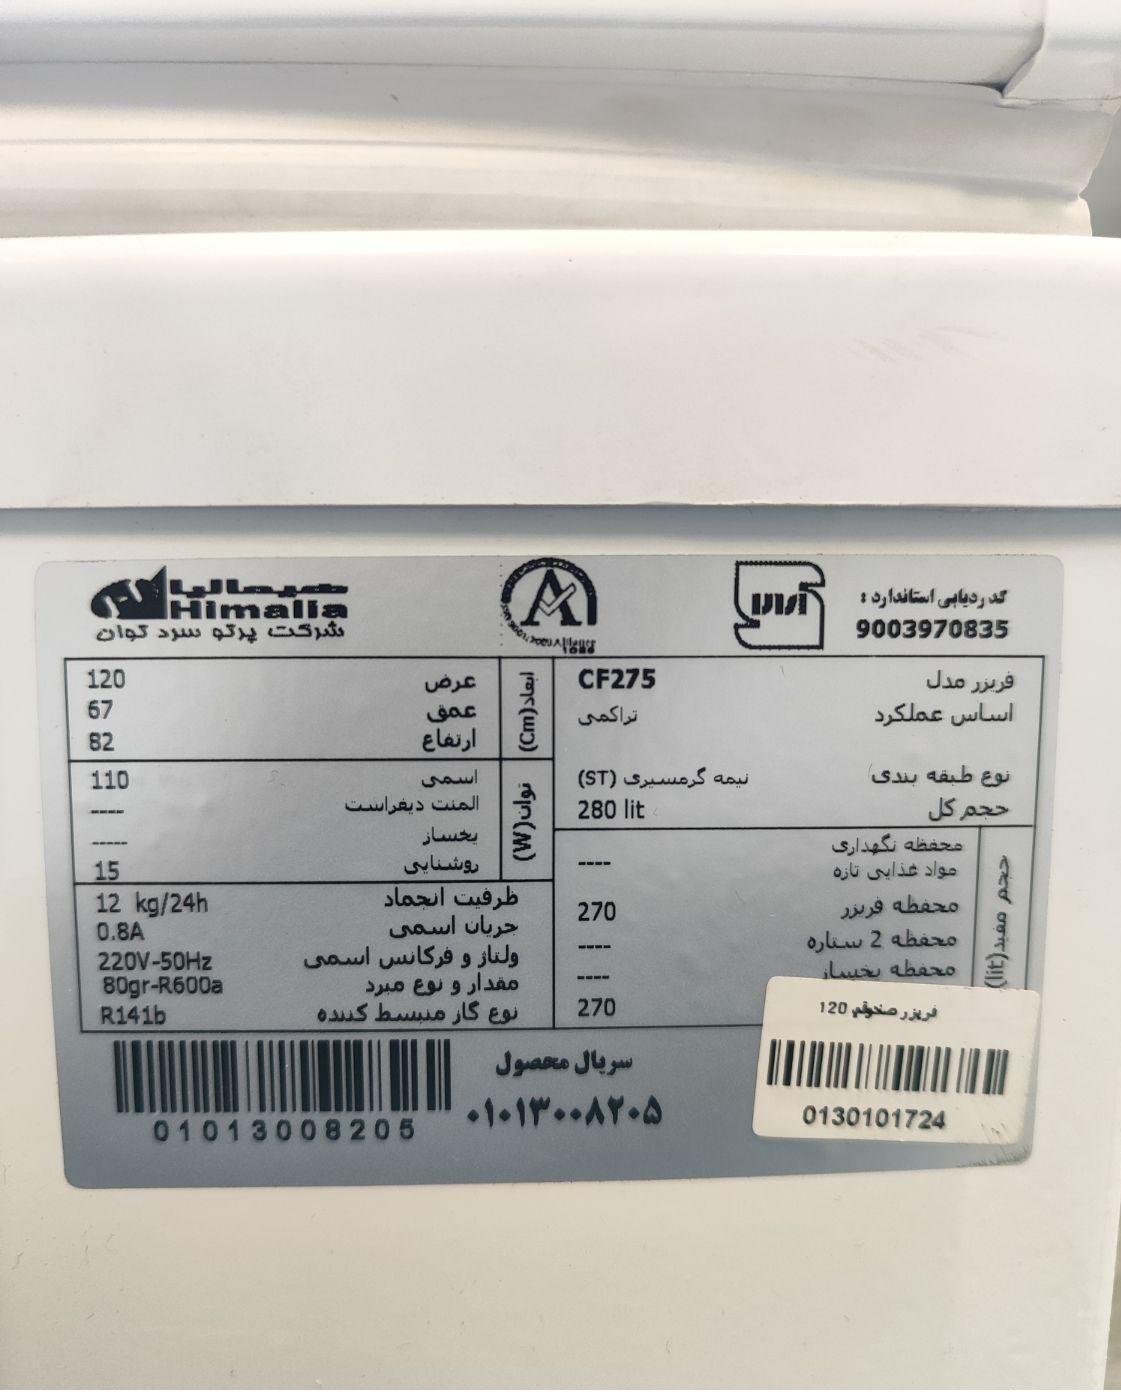 هیمالیا
Himalia
شرکت پرتو سرد توان
کد ردیابی استاندارد :
9003970835
فریزر مدل CF275
اساس عملکرد تراکمی
نوع طبقه بندی نیمه گرمسیری (ST)
حجم کل 280 lit
حجم مفید(lit)
محفظه نگهداری
مواد غذایی تازه ----
محفظه فریزر 270
محفظه 2 ستاره ----
محفظه یخساز ----
270
ابعاد(Cm)
عرض 120
عمق 67
ارتفاع 82
توان(W)
اسمی 110
المنت دیفراست ----
یخساز -----
روشنایی 15
ظرفیت انجماد 12 kg/24h
جریان اسمی 0.8A
ولتاژ و فرکانس اسمی 220V-50Hz
مقدار و نوع مبرد 80gr-R600a
نوع گاز منبسط کننده R141b
سریال محصول
۰۱۰۱۳۰۰۸۲۰۵
01013008205
فریزر صندوقی 120
0130101724